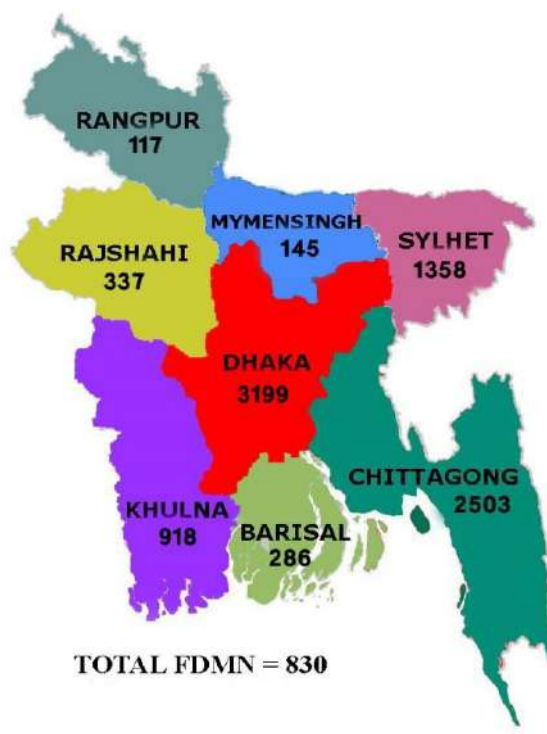 RANGPUR
117
MYMENSINGH
145
SYLHET
1358
RAJSHAHI
337
DHAKA
3199
CHITTAGONG
2503
KHULNA
918
BARISAL
286
TOTAL FDMN = 830